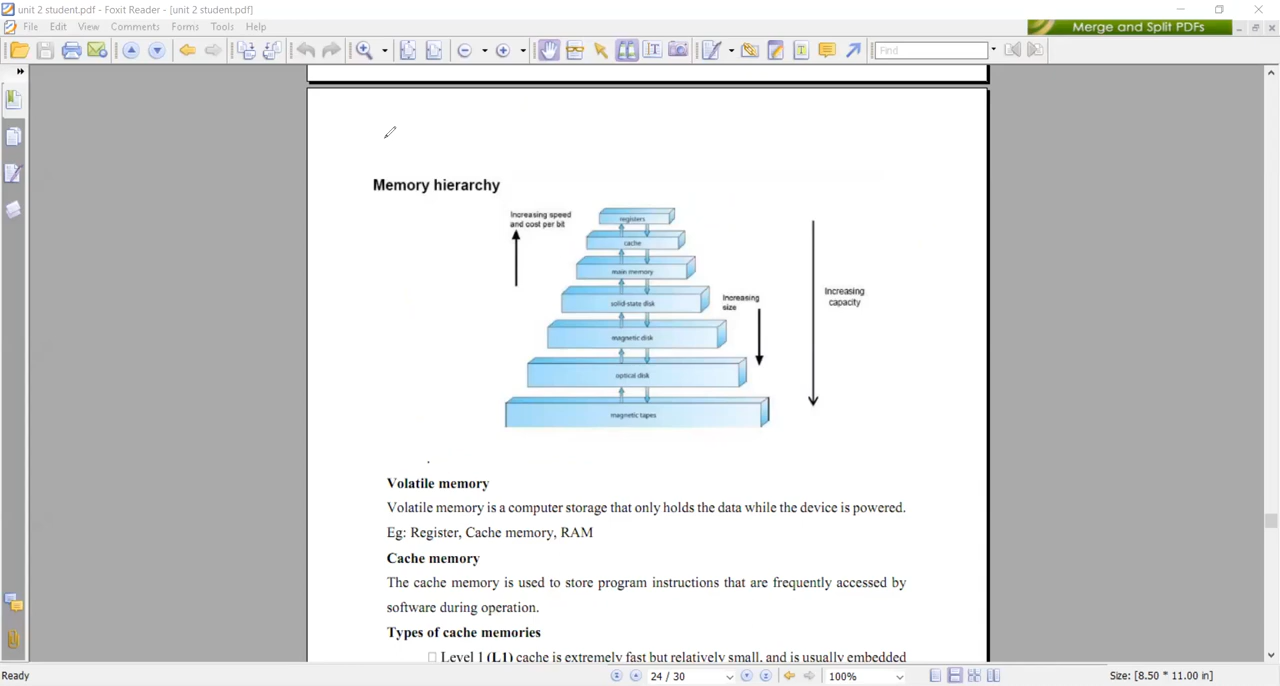 unit 2 student.pdf - Foxit Reader - [unit 2 student.pdf]
File Edit View Comments Forms Tools Help
Merge and Split PDFs
Find
Memory hierarchy
Increasing speed
and cost per bit
registers
cache
main memory
solid-state disk
Increasing
size
Increasing
capacity
magnetic disk
optical disk
magnetic tapes
Volatile memory
Volatile memory is a computer storage that only holds the data while the device is powered.
Eg: Register, Cache memory, RAM
Cache memory
The cache memory is used to store program instructions that are frequently accessed by
software during operation.
Types of cache memories
Level 1 (L1) cache is extremely fast but relatively small, and is usually embedded
Ready
24 / 30
100%
Size: [8.50 * 11.00 in]